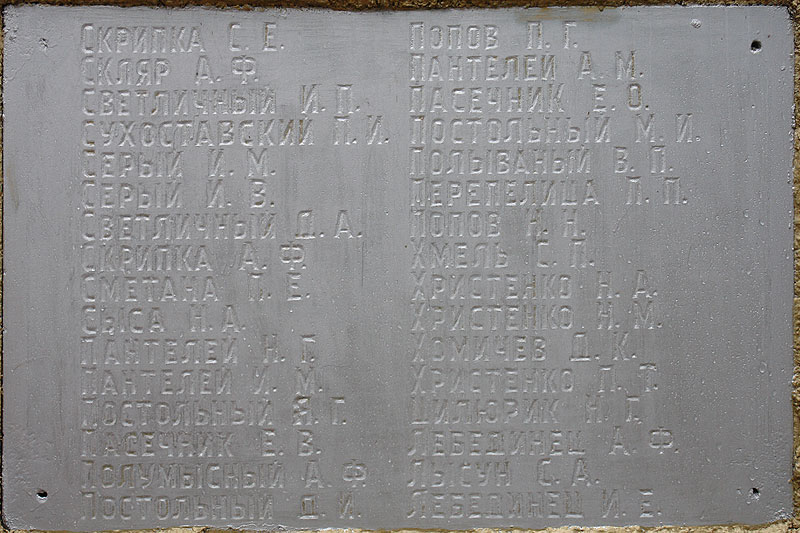 СКРИПКА С. Е.
СКЛЯР А. Ф.
СВЕТЛИЧНЫЙ И. П.
СУХОСТАВСКИЙ П. И.
СЕРЫЙ И. М.
СЕРЫЙ И. В.
СВЕТЛИЧНЫЙ Д. А.
СКРИПКА А. Ф.
СМЕТАНА П. Е.
СЫСА Н. А.
ПАНТЕЛЕЙ Н. Г.
ПАНТЕЛЕЙ И. М.
ПОСТОЛЬНЫЙ Я. Г.
ПАСЕЧНИК Е. В.
ПОЛУМЫСНЫЙ А. Ф
ПОСТОЛЬНЫЙ Д. И.
ПОПОВ П. Г.
ПАНТЕЛЕЙ А. М.
ПАСЕЧНИК Е. О.
ПОСТОЛЬНЫЙ М. И.
ПОЛЫВАНЫЙ В. П.
ПЕРЕПЕЛИЦА П. П.
ПОПОВ Н. Н.
ХМЕЛЬ С. П.
ХРИСТЕНКО Н. А.
ХРИСТЕНКО Н. М.
ХОМИЧЕВ Д. К.
ХРИСТЕНКО П. Т.
ЦИЛЮРИК Н. Г.
ЛЕБЕДИНЕЦ А. Ф.
ЛЫСУН С. А.
ЛЕБЕДИНЕЦ И. Е.